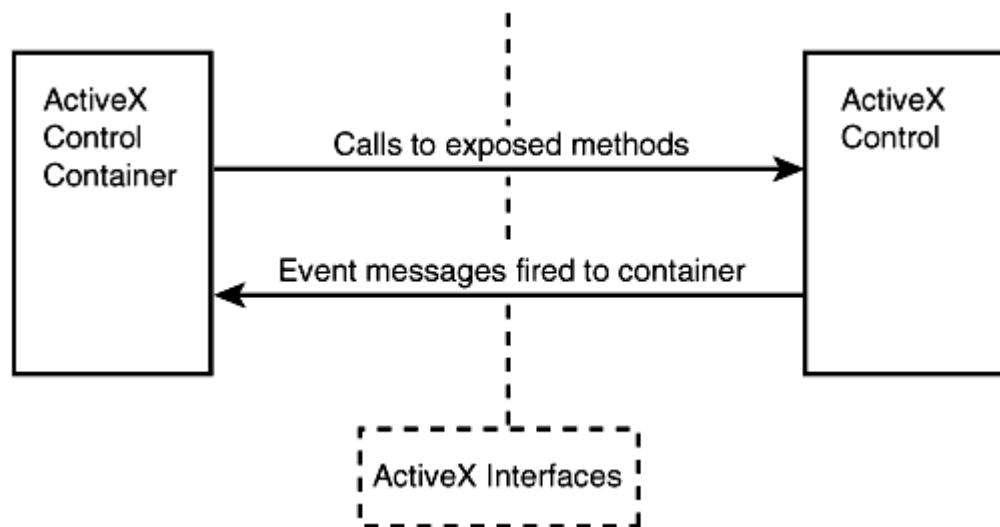 ActiveX
Control
Container
Calls to exposed methods
Event messages fired to container
ActiveX
Control
ActiveX Interfaces